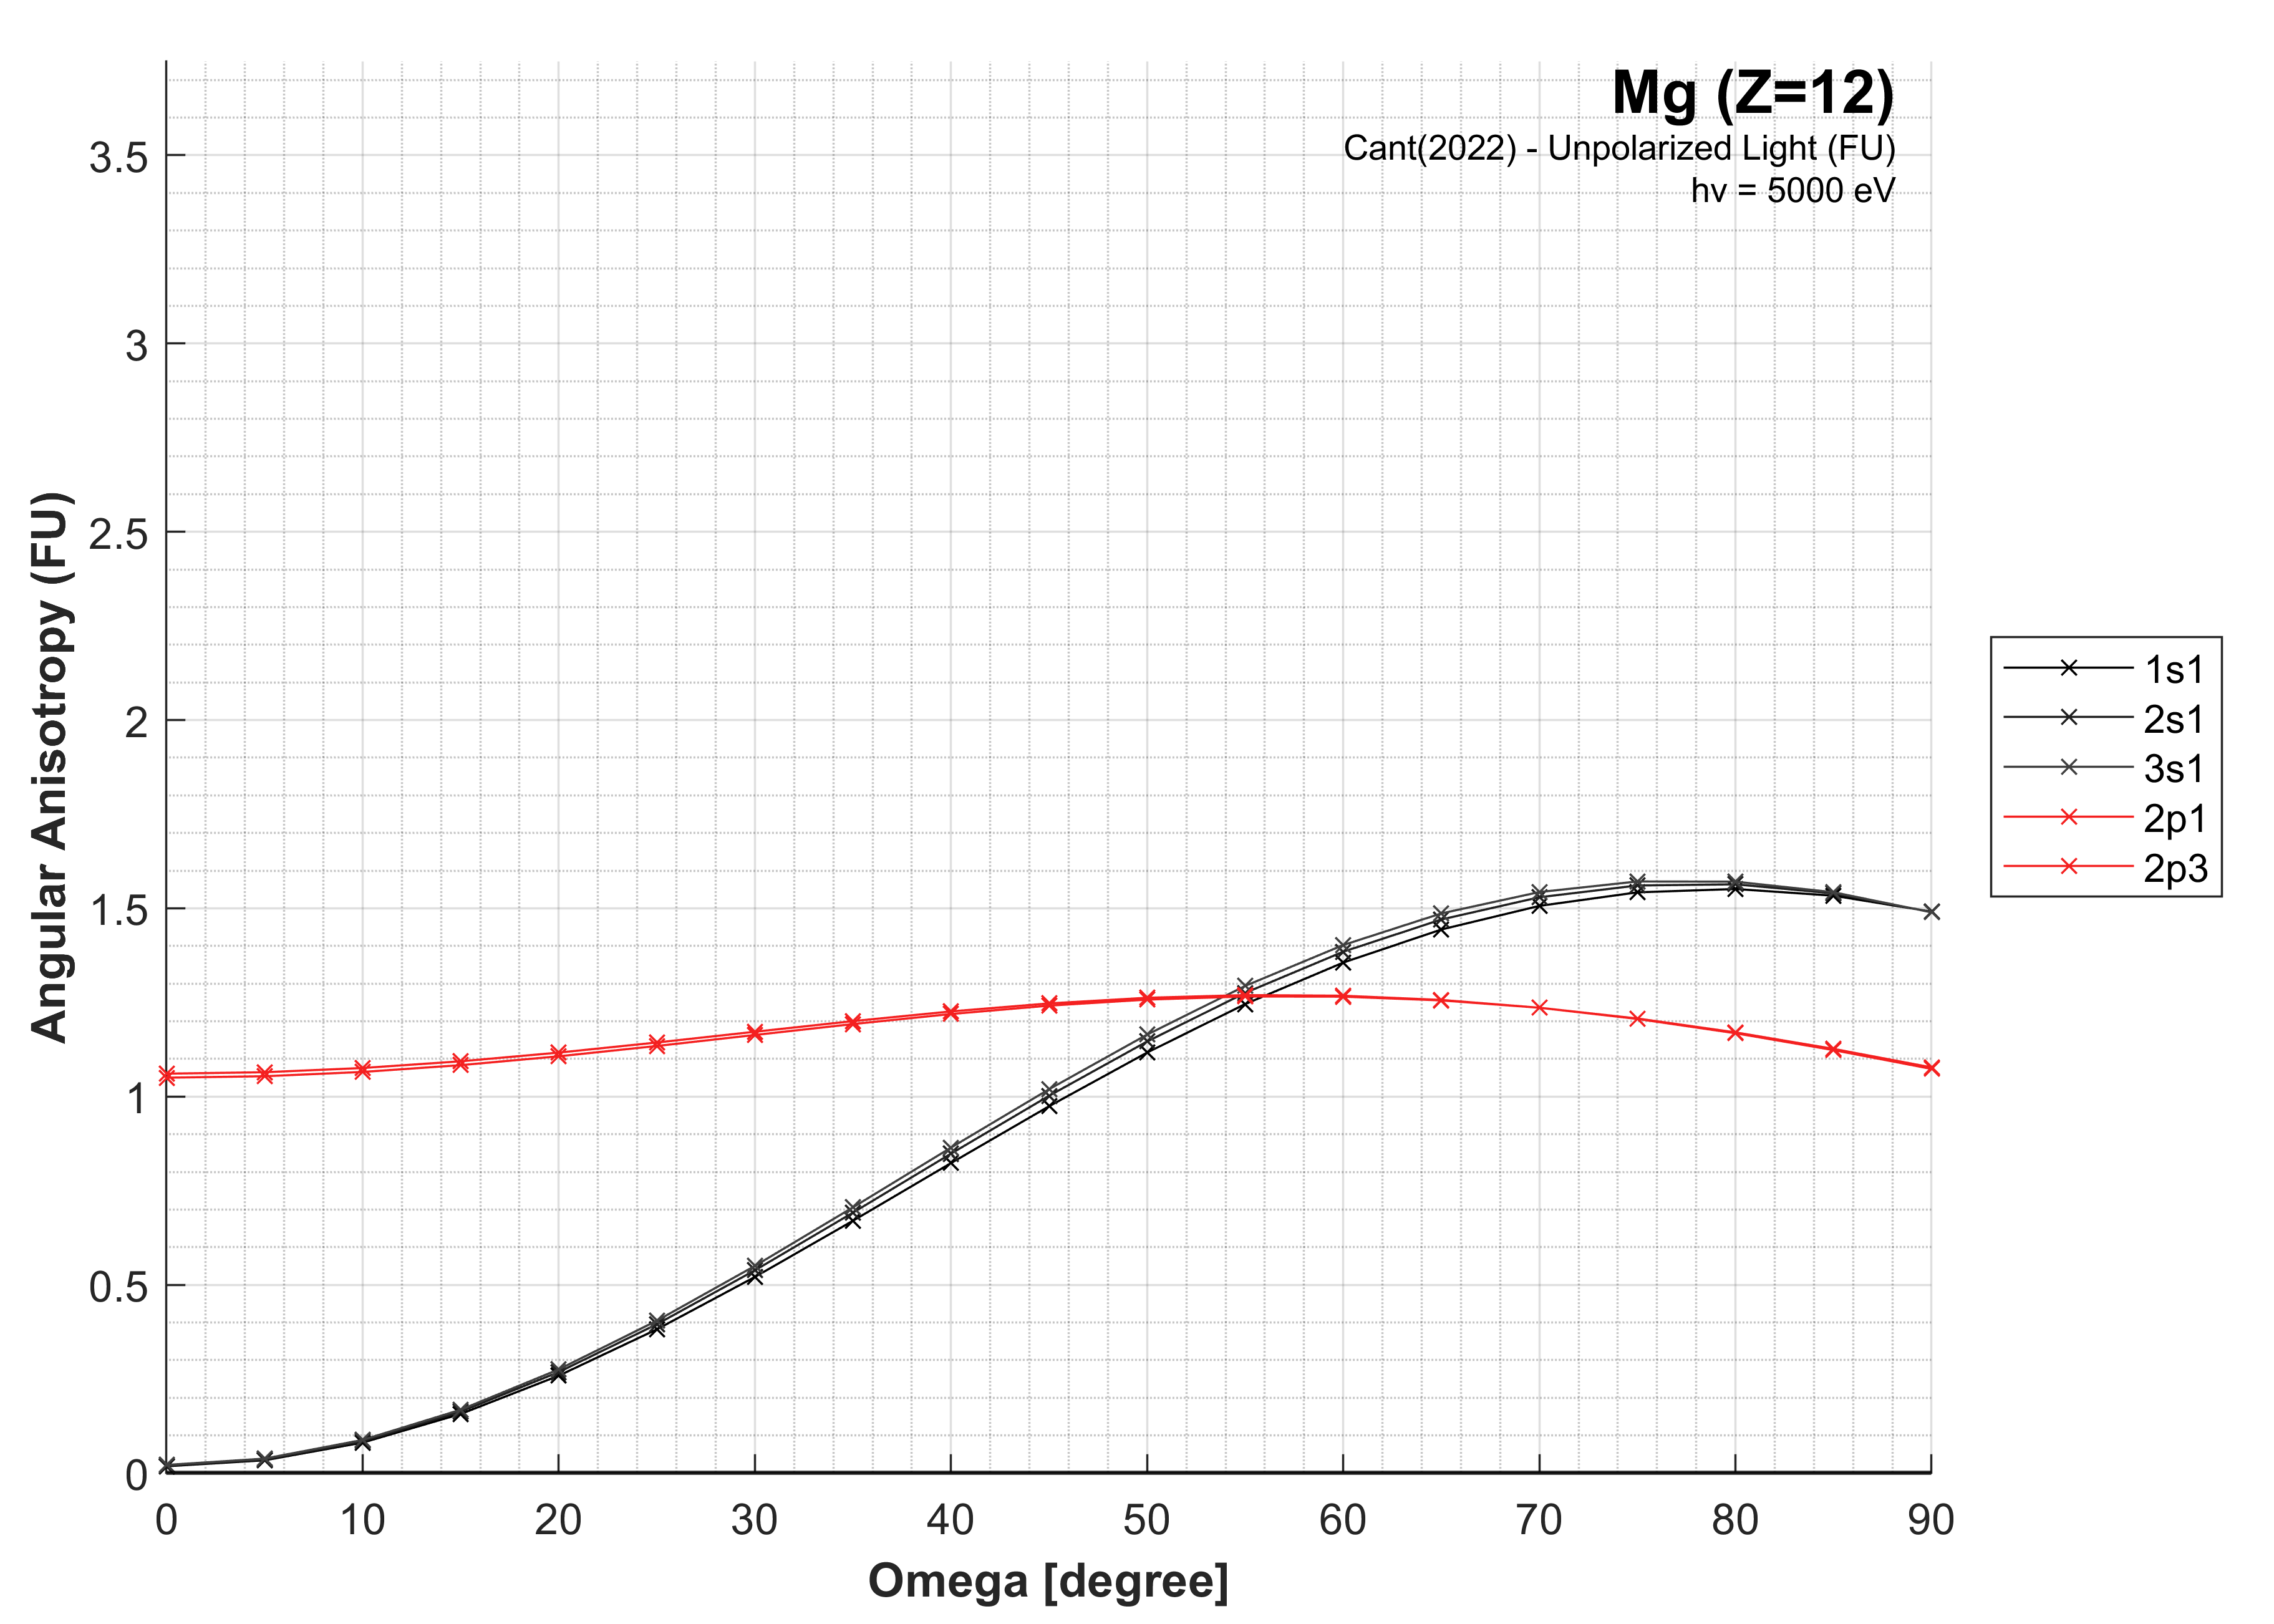 Mg (Z=12)
Cant(2022) - Unpolarized Light (FU)
hv = 5000 eV
Angular Anisotropy (FU)
3.5
3
2.5
2
1.5
1
0.5
0
0 10 20 30 40 50 60 70 80 90
Omega [degree]
1s1
2s1
3s1
2p1
2p3